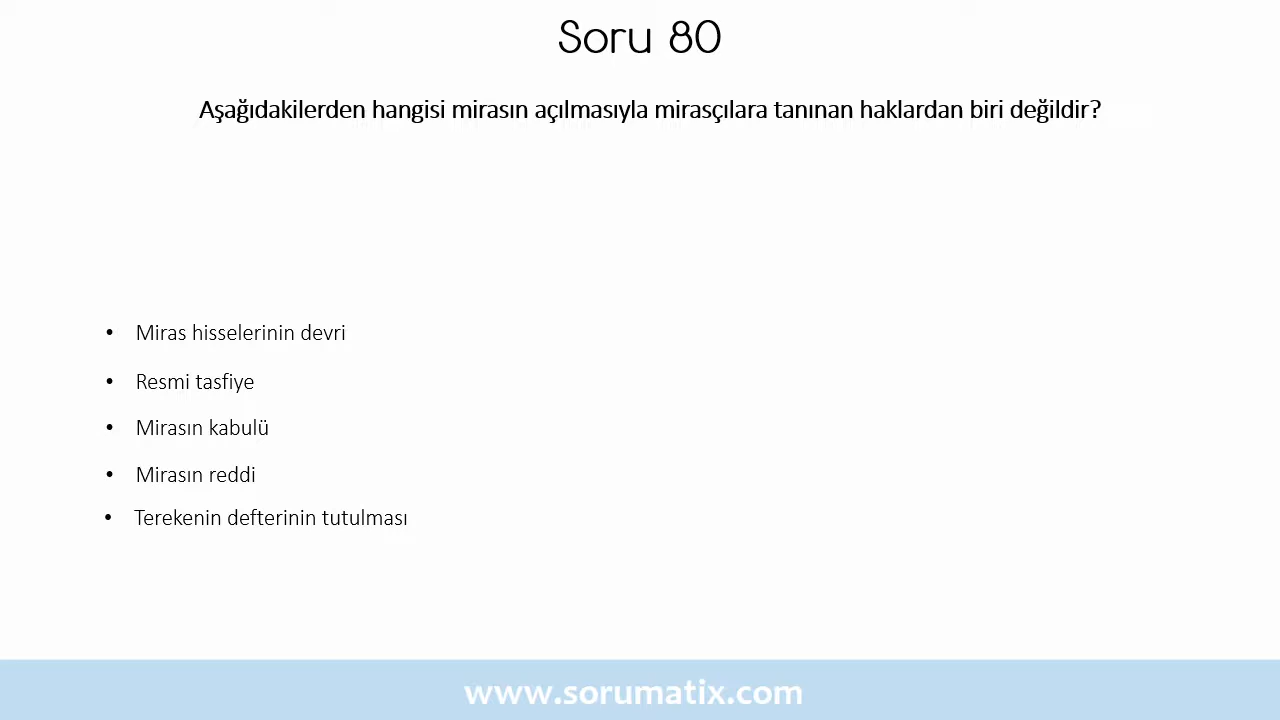 Soru 80
Aşağıdakilerden hangisi mirasın açılmasıyla mirasçılara tanınan haklardan biri değildir?
• Miras hisselerinin devri
• Resmi tasfiye
• Mirasın kabulü
• Mirasın reddi
• Terekenin defterinin tutulması
www.sorumatix.com